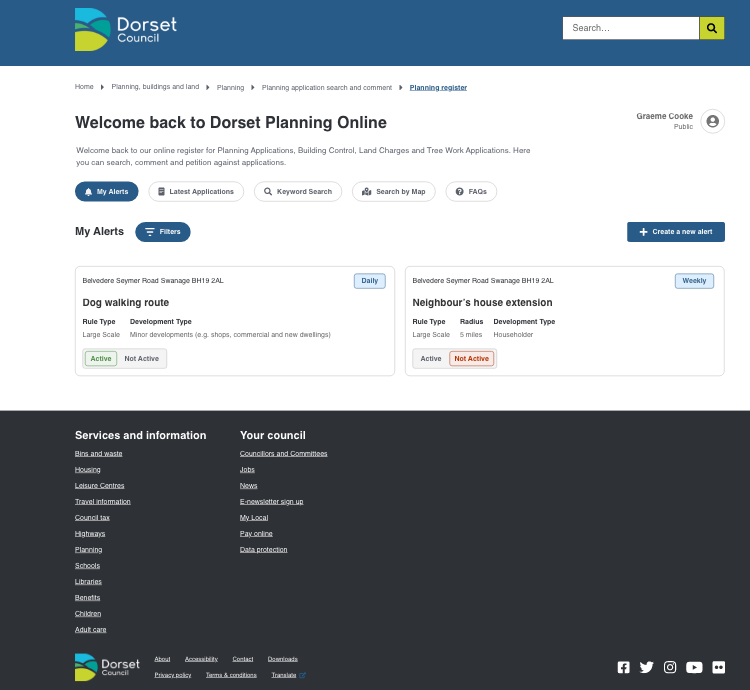 Dorset
Council
Search...
Home Planning, buildings and land Planning Planning application search and comment Planning register
Welcome back to Dorset Planning Online
Graeme Cooke
Public
Welcome back to our online register for Planning Applications, Building Control, Land Charges and Tree Work Applications. Here
you can search, comment and petition against applications.
My Alerts Latest Applications Keyword Search Search by Map FAQs
My Alerts Filters Create a new alert
Belvedere Seymer Road Swanage BH19 2AL Daily
Dog walking route
Rule Type Development Type
Large Scale Minor developments (e.g. shops, commercial and new dwellings)
Active Not Active
Belvedere Seymer Road Swanage BH19 2AL Weekly
Neighbour's house extension
Rule Type Radius Development Type
Large Scale 5 miles Householder
Active Not Active
Services and information
Bins and waste
Housing
Leisure Centres
Travel information
Council tax
Highways
Planning
Schools
Libraries
Benefits
Children
Adult care
Your council
Councillors and Committees
Jobs
News
E-newsletter sign up
My Local
Pay online
Data protection
Dorset
Council
About Accessibility Contact Downloads
Privacy policy Terms & conditions Translate